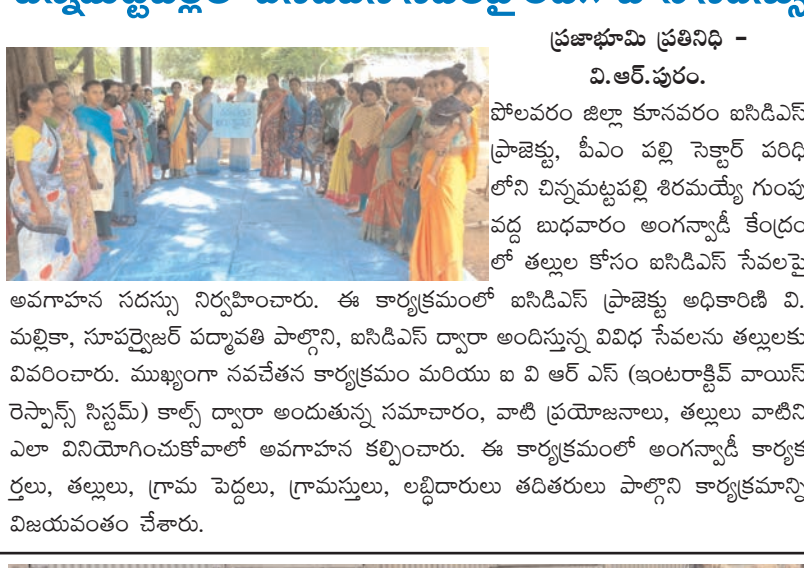 ప్రజాభూమి ప్రతినిధి –
వి.ఆర్.పురం.
పోలవరం జిల్లా కూనవరం ఐసిడిఎస్
ప్రాజెక్టు, పీఎం పల్లి సెక్టార్ పరిధి
లోని చిన్నమట్టపల్లి శిరమయ్యే గుంపు
వద్ద బుధవారం అంగన్వాడీ కేంద్రం
లో తల్లుల కోసం ఐసిడిఎస్ సేవలపై
అవగాహన సదస్సు నిర్వహించారు. ఈ కార్యక్రమంలో ఐసిడిఎస్ ప్రాజెక్టు అధికారిణి వి.
మల్లికా, సూపర్వైజర్ పద్మావతి పాల్గొని, ఐసిడిఎస్ ద్వారా అందిస్తున్న వివిధ సేవలను తల్లులకు
వివరించారు. ముఖ్యంగా నవచేతన కార్యక్రమం మరియు ఐ వి ఆర్ ఎస్ (ఇంటరాక్టివ్ వాయిస్
రెస్పాన్స్ సిస్టమ్) కాల్స్ ద్వారా అందుతున్న సమాచారం, వాటి ప్రయోజనాలు, తల్లులు వాటిని
ఎలా వినియోగించుకోవాలో అవగాహన కల్పించారు. ఈ కార్యక్రమంలో అంగన్వాడీ కార్యక
ర్తలు, తల్లులు, గ్రామ పెద్దలు, గ్రామస్తులు, లబ్ధిదారులు తదితరులు పాల్గొని కార్యక్రమాన్ని
విజయవంతం చేశారు.